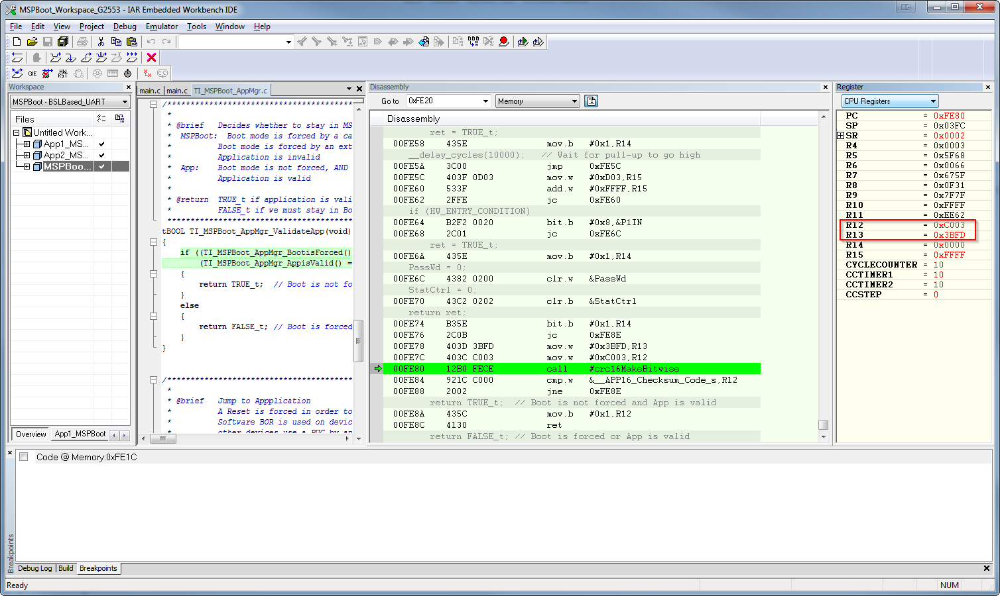 MSPBoot_Workspace_G2553 - IAR Embedded Workbench IDE
File Edit View Project Debug Emulator Tools Window Help
GIE
HW
RST
Workspace
MSPBoot - BSLBased_UART
Files
Untitled Work...
App1_MS...
App2_MS...
MSPBoo...
Overview App1_MSPBoot
main.c main.c TI_MSPBoot_AppMgr.c
/****************************************
*
* @brief Decides whether to stay in MS
* MSPBoot: Boot mode is forced by a ca
* Boot mode is forced by an ext
* Application is invalid
* App: Boot mode is not forced, AND
* Application is valid
*
* @return TRUE_t if application is vali
* FALSE_t if we must stay in Bo
****************************************
tBOOL TI_MSPBoot_AppMgr_ValidateApp(void)
{
if ((TI_MSPBoot_AppMgr_BootisForced()
(TI_MSPBoot_AppMgr_AppisValid() =
{
return TRUE_t; // Boot is not fo
}
else
{
return FALSE_t; // Boot is forced
}
}
/****************************************
*
* @brief Jump to Appplication
* A Reset is forced in order to
* Software BOR is used on devic
* other devices use a PUC by an
Disassembly
Go to 0xFE20 Memory
Disassembly
ret = TRUE_t;
00FE58 435E mov.b #0x1,R14
__delay_cycles(10000); // Wait for pull-up to go high
00FE5A 3C00 jmp 0xFE5C
00FE5C 403F 0D03 mov.w #0xD03,R15
00FE60 533F add.w #0xFFFF,R15
00FE62 2FFE jc 0xFE60
if (HW_ENTRY_CONDITION)
00FE64 B2F2 0020 bit.b #0x8,&P1IN
00FE68 2C01 jc 0xFE6C
ret = TRUE_t;
00FE6A 435E mov.b #0x1,R14
PassWd = 0;
00FE6C 4382 0200 clr.w &PassWd
StatCtrl = 0;
00FE70 43C2 0202 clr.b &StatCtrl
return ret;
00FE74 B35E bit.b #0x1,R14
00FE76 2C0B jc 0xFE8E
00FE78 403D 3BFD mov.w #0x3BFD,R13
00FE7C 403C C003 mov.w #0xC003,R12
00FE80 12B0 FECE call #crc16MakeBitwise
00FE84 921C C000 cmp.w &__APP16_Checksum_Code_s,R12
00FE88 2002 jne 0xFE8E
return TRUE_t; // Boot is not forced and App is valid
00FE8A 435C mov.b #0x1,R12
00FE8C 4130 ret
return FALSE_t; // Boot is forced or App is valid
Register
CPU Registers
PC = 0xFE80
SP = 0x03FC
SR = 0x0002
R4 = 0x0003
R5 = 0x5F68
R6 = 0x0066
R7 = 0x675F
R8 = 0x0F31
R9 = 0x7F7F
R10 = 0xFFFF
R11 = 0xEE62
R12 = 0xC003
R13 = 0x3BFD
R14 = 0x0000
R15 = 0xFFFF
CYCLECOUNTER = 10
CCTIMER1 = 10
CCTIMER2 = 10
CCSTEP = 0
Code @ Memory:0xFE1C
Breakpoints
Debug Log Build Breakpoints
Ready NUM